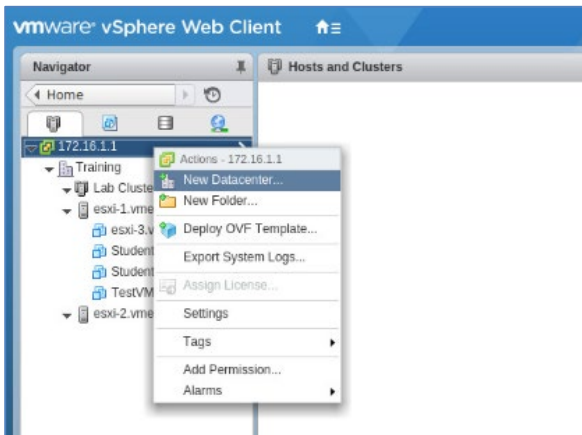 vmware® vSphere Web Client
Navigator
Hosts and Clusters
Home
172.16.1.1
Actions - 172.16.1.1
Training
New Datacenter...
Lab Cluste
New Folder...
esxi-1.vme
Deploy OVF Template...
esxi-3.v
Export System Logs...
Student
Student
Assign License...
TestVM
esxi-2.vme
Settings
Tags
Add Permission...
Alarms